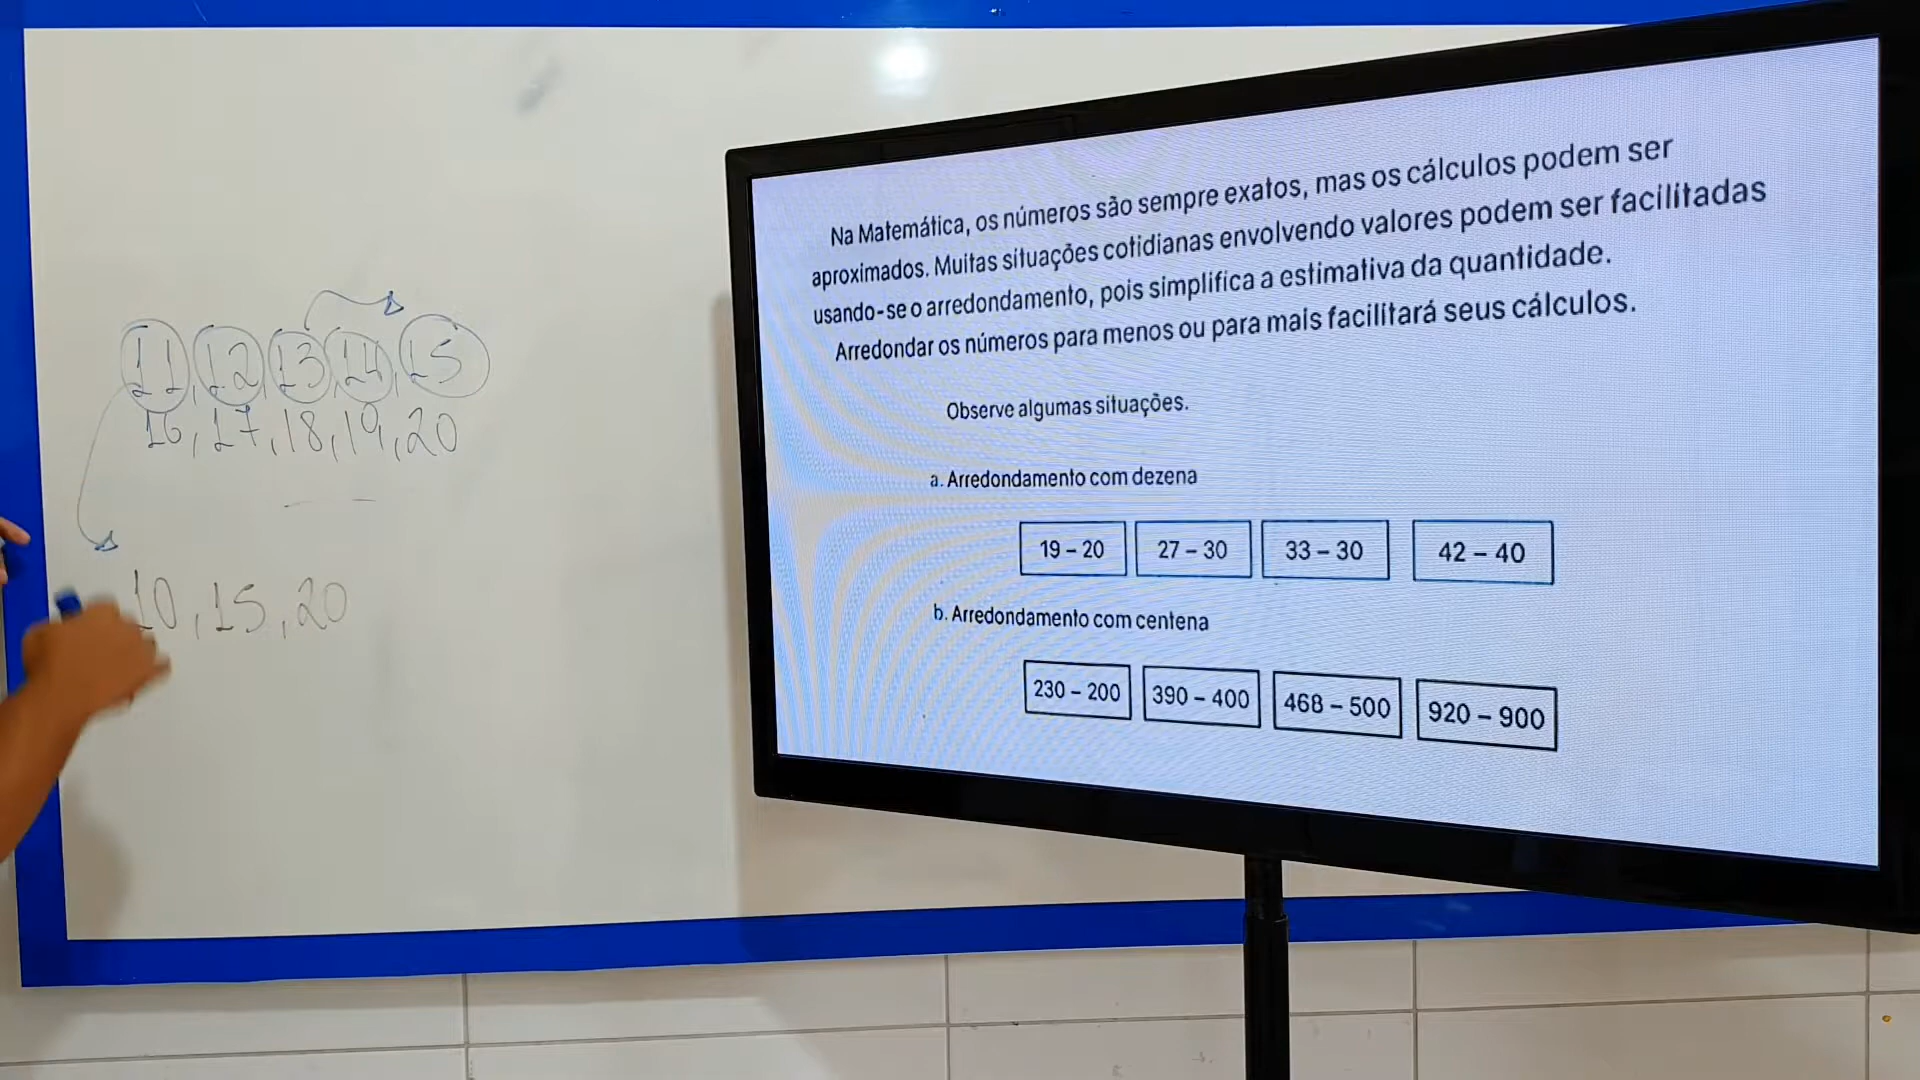 11, 12, 13, 14, 15
16, 17, 18, 19, 20
10, 15, 20
Na Matemática, os números são sempre exatos, mas os cálculos podem ser
aproximados. Muitas situações cotidianas envolvendo valores podem ser facilitadas
usando-se o arredondamento, pois simplifica a estimativa da quantidade.
Arredondar os números para menos ou para mais facilitará seus cálculos.
Observe algumas situações.
a. Arredondamento com dezena
19 – 20 27 – 30 33 – 30 42 – 40
b. Arredondamento com centena
230 – 200 390 – 400 468 – 500 920 – 900